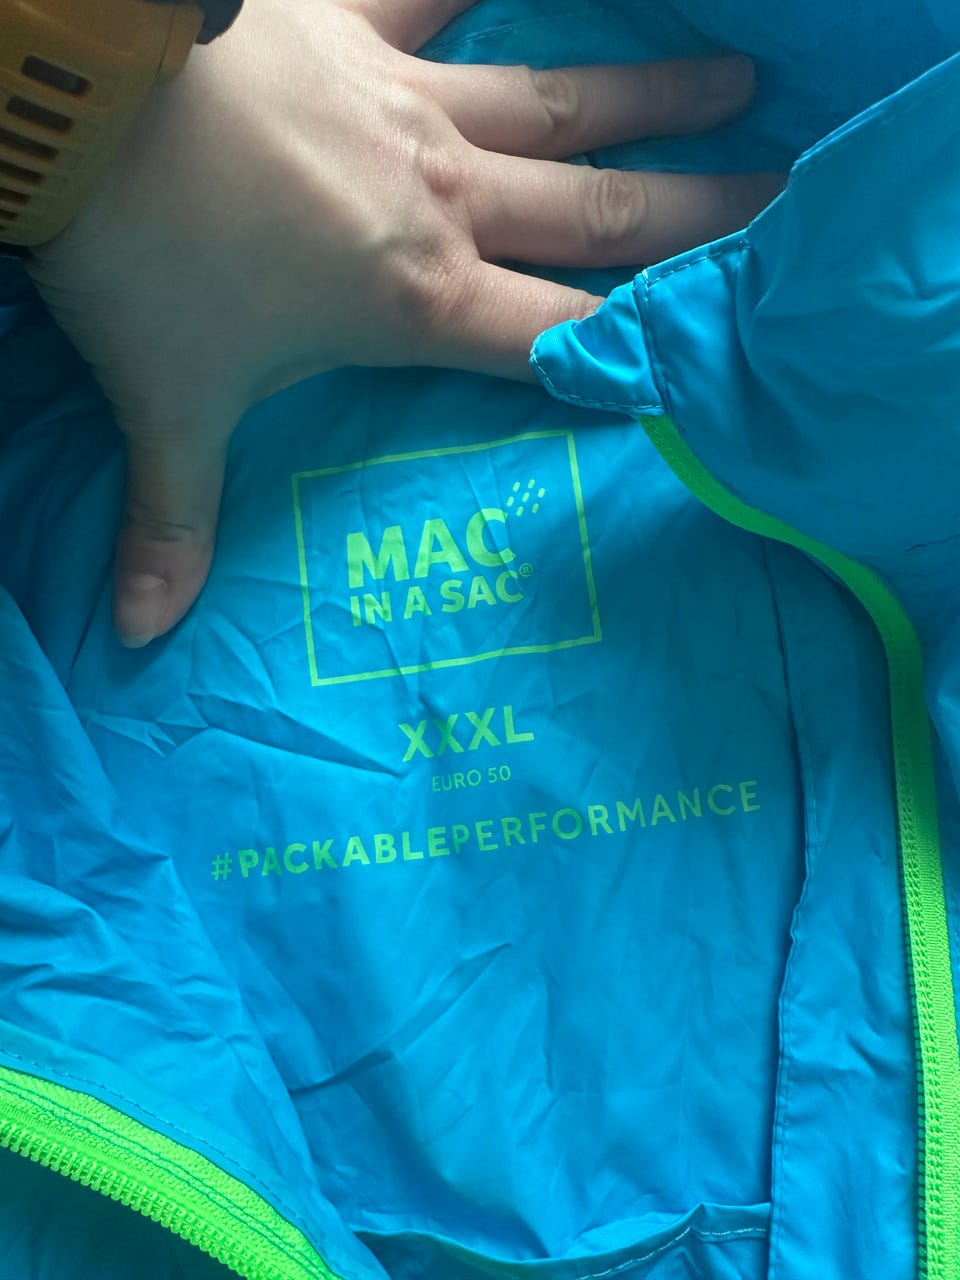 MAC
IN A SAC®
XXXL
EURO 50
#PACKABLEPERFORMANCE